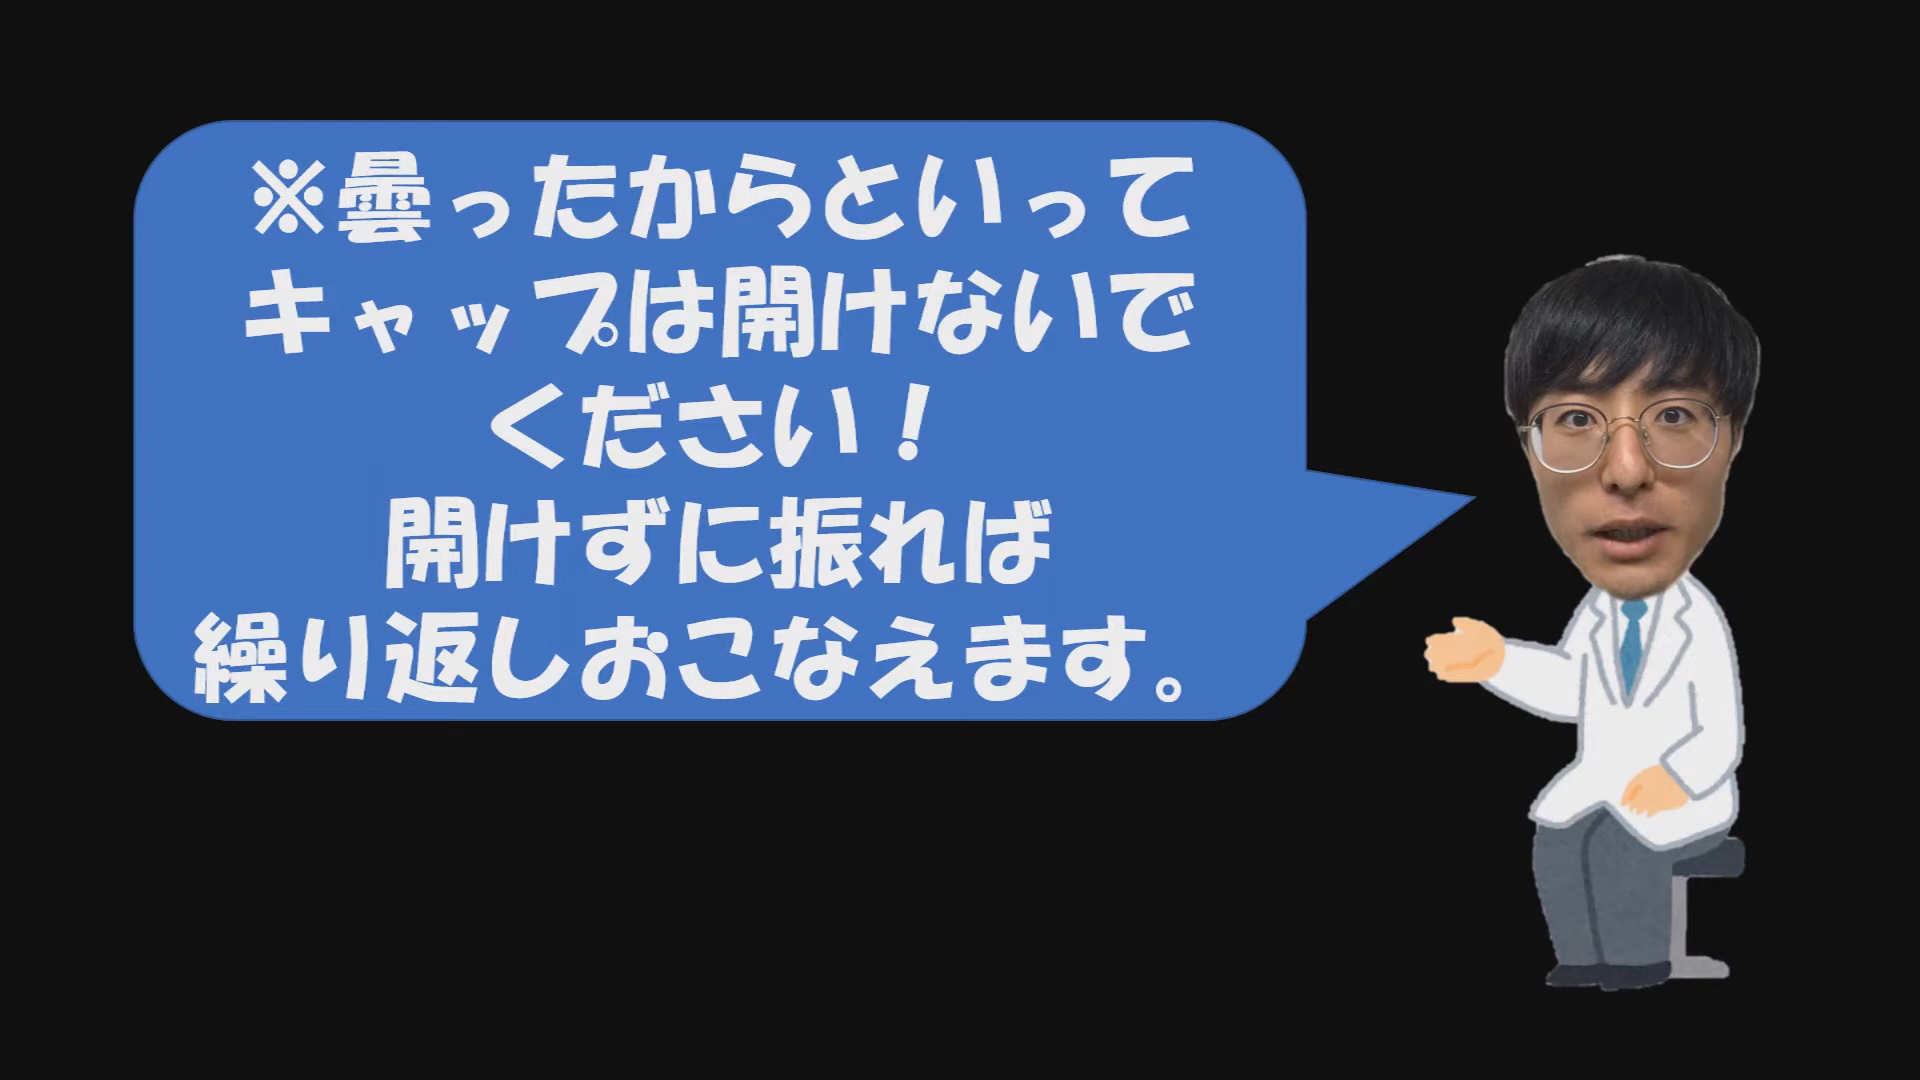 ※曇ったからといって
キャップは開けないで
ください！
開けずに振れば
繰り返しおこなえます。